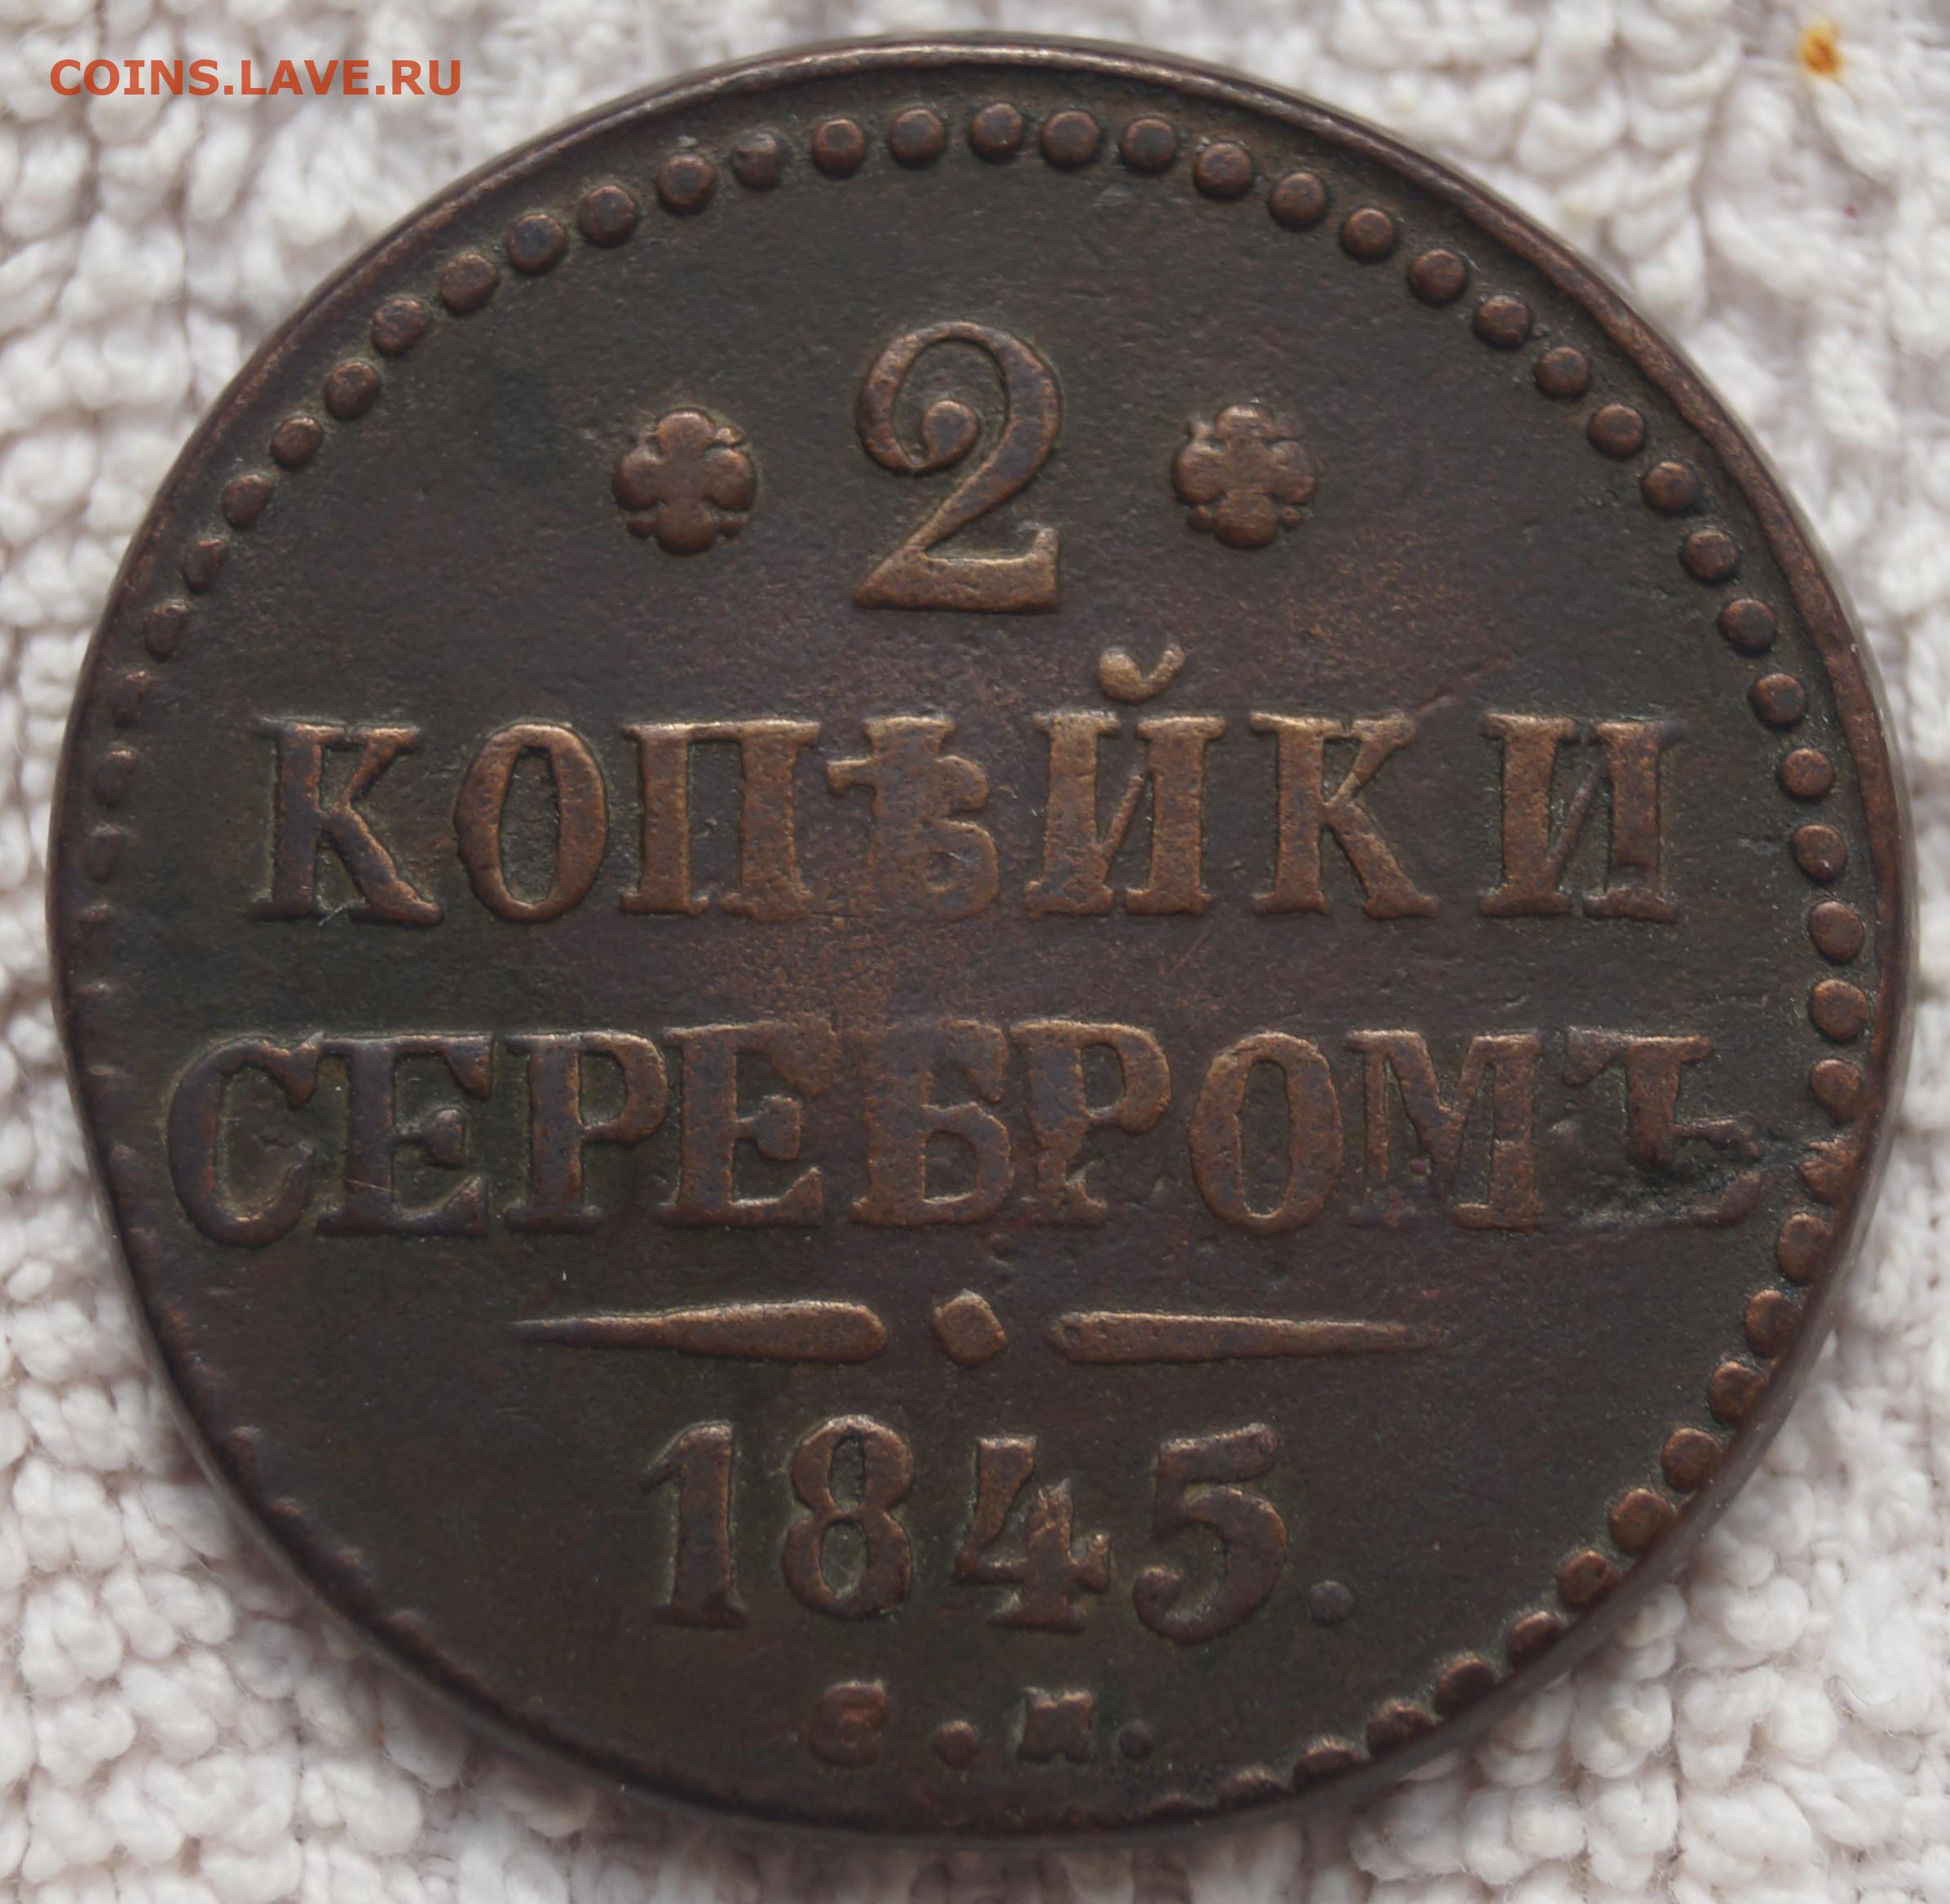 COINS.LAVE.RU
2
КОПѢЙКИ
СЕРЕБРОМЪ
1845.
С.М.